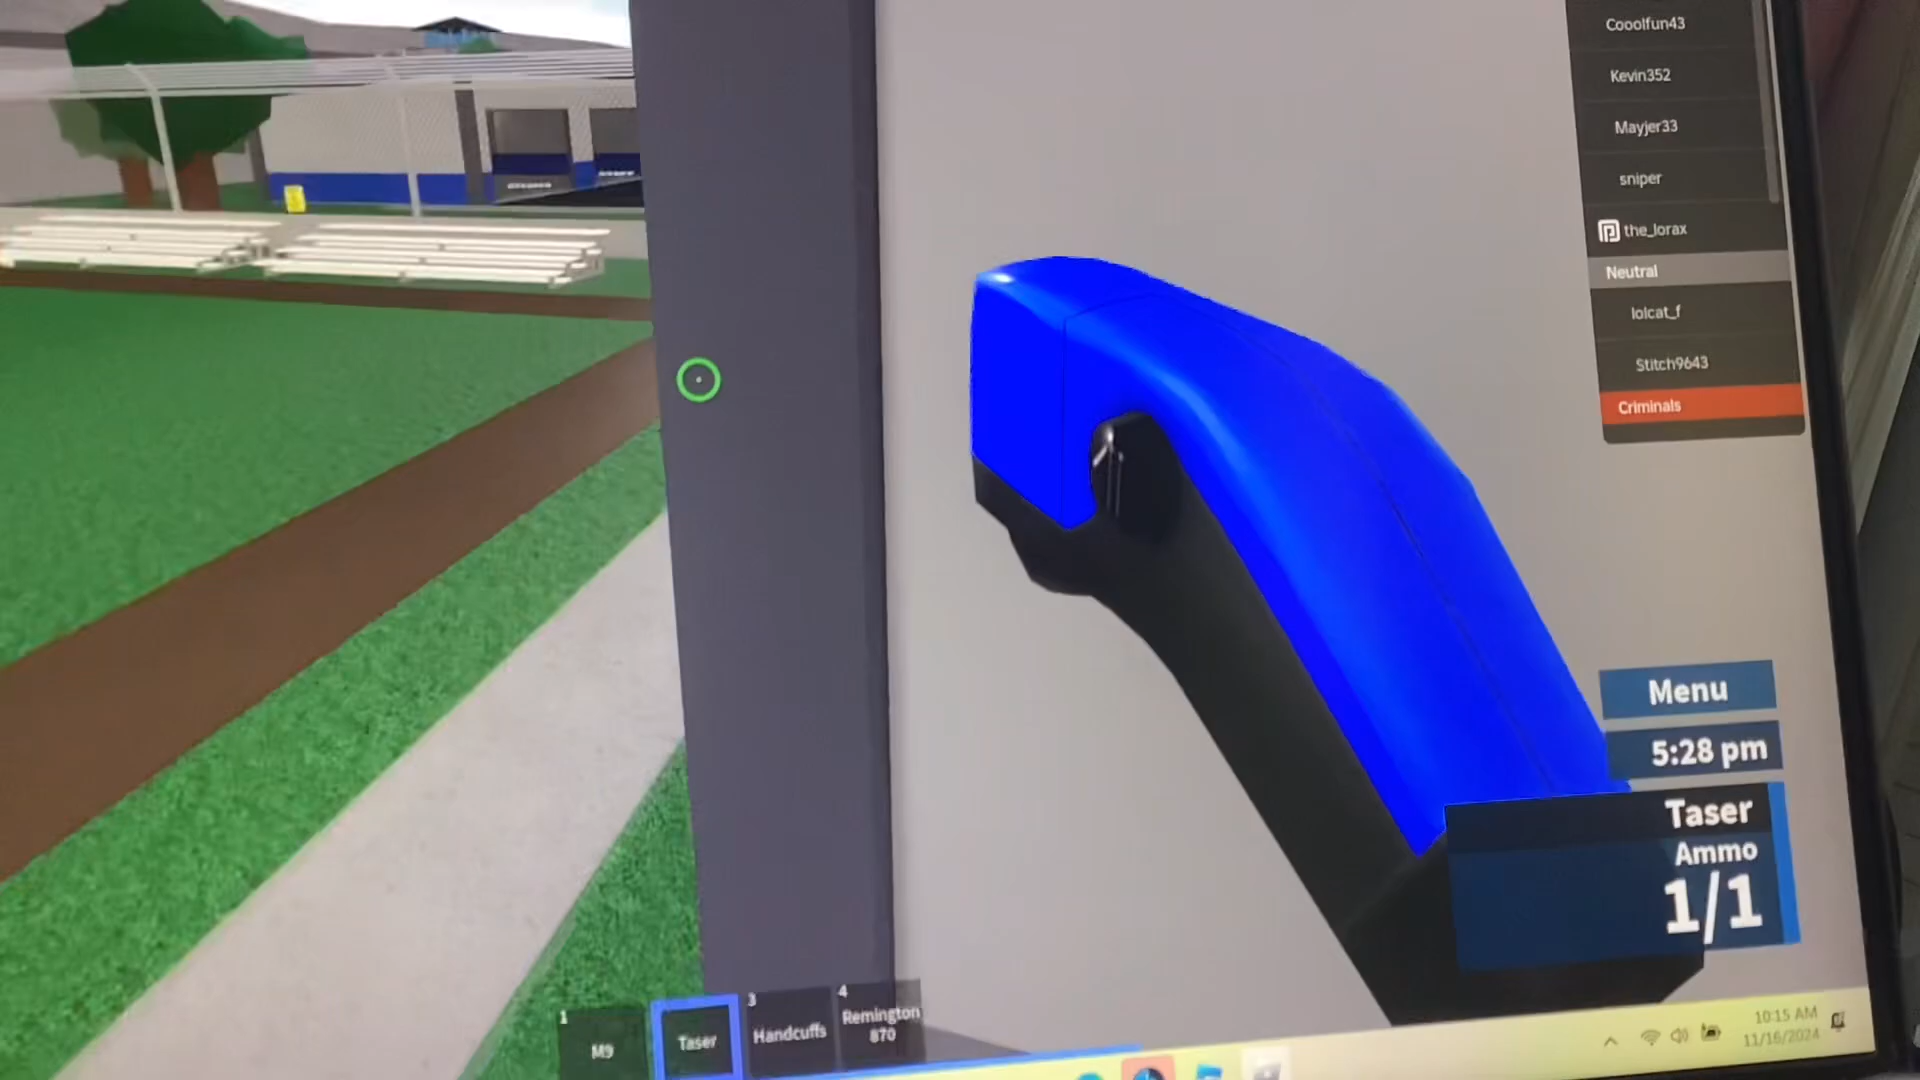 Cooolfun43
Kevin352
Mayjer33
sniper
the_lorax
Neutral
lolcat_f
Stitch9643
Criminals
Menu
5:28 pm
Taser
Ammo
1/1
1
M9
Taser
3
Handcuffs
4
Remington
870
10:15 AM
11/16/2024